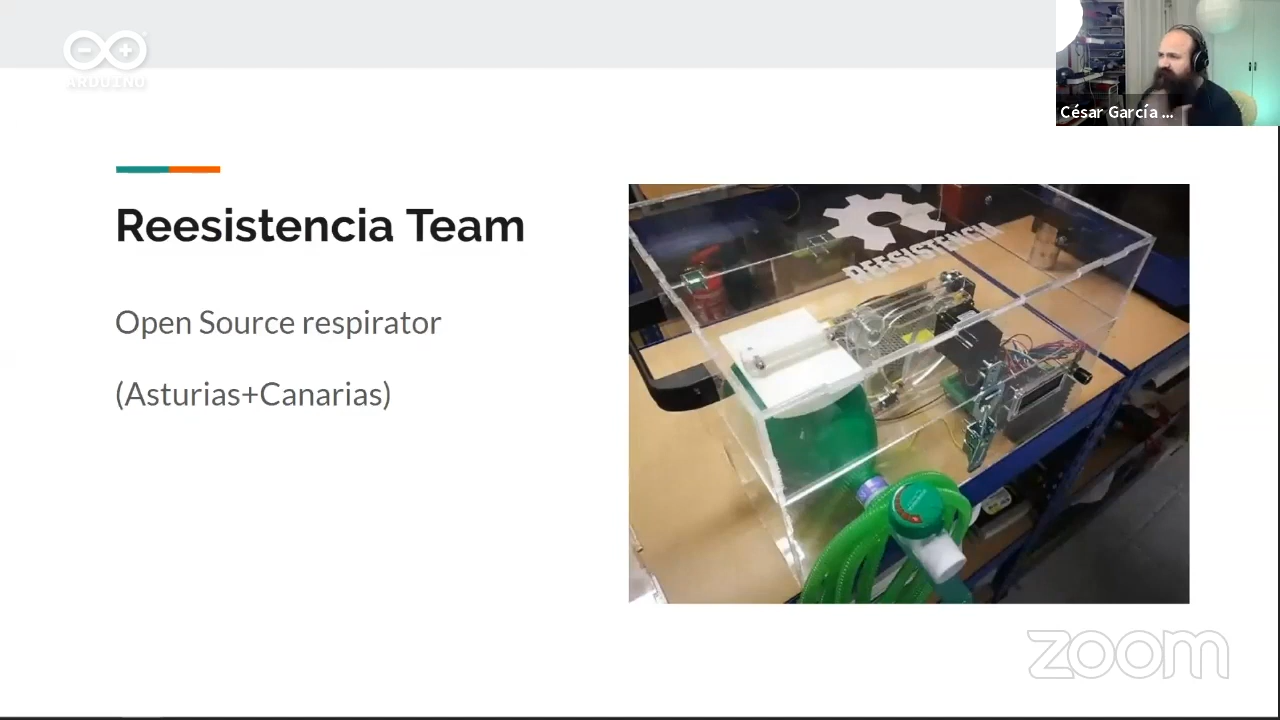 ARDUINO
César García ...
Reesistencia Team
Open Source respirator
(Asturias+Canarias)
REESISTENCIA
zoom